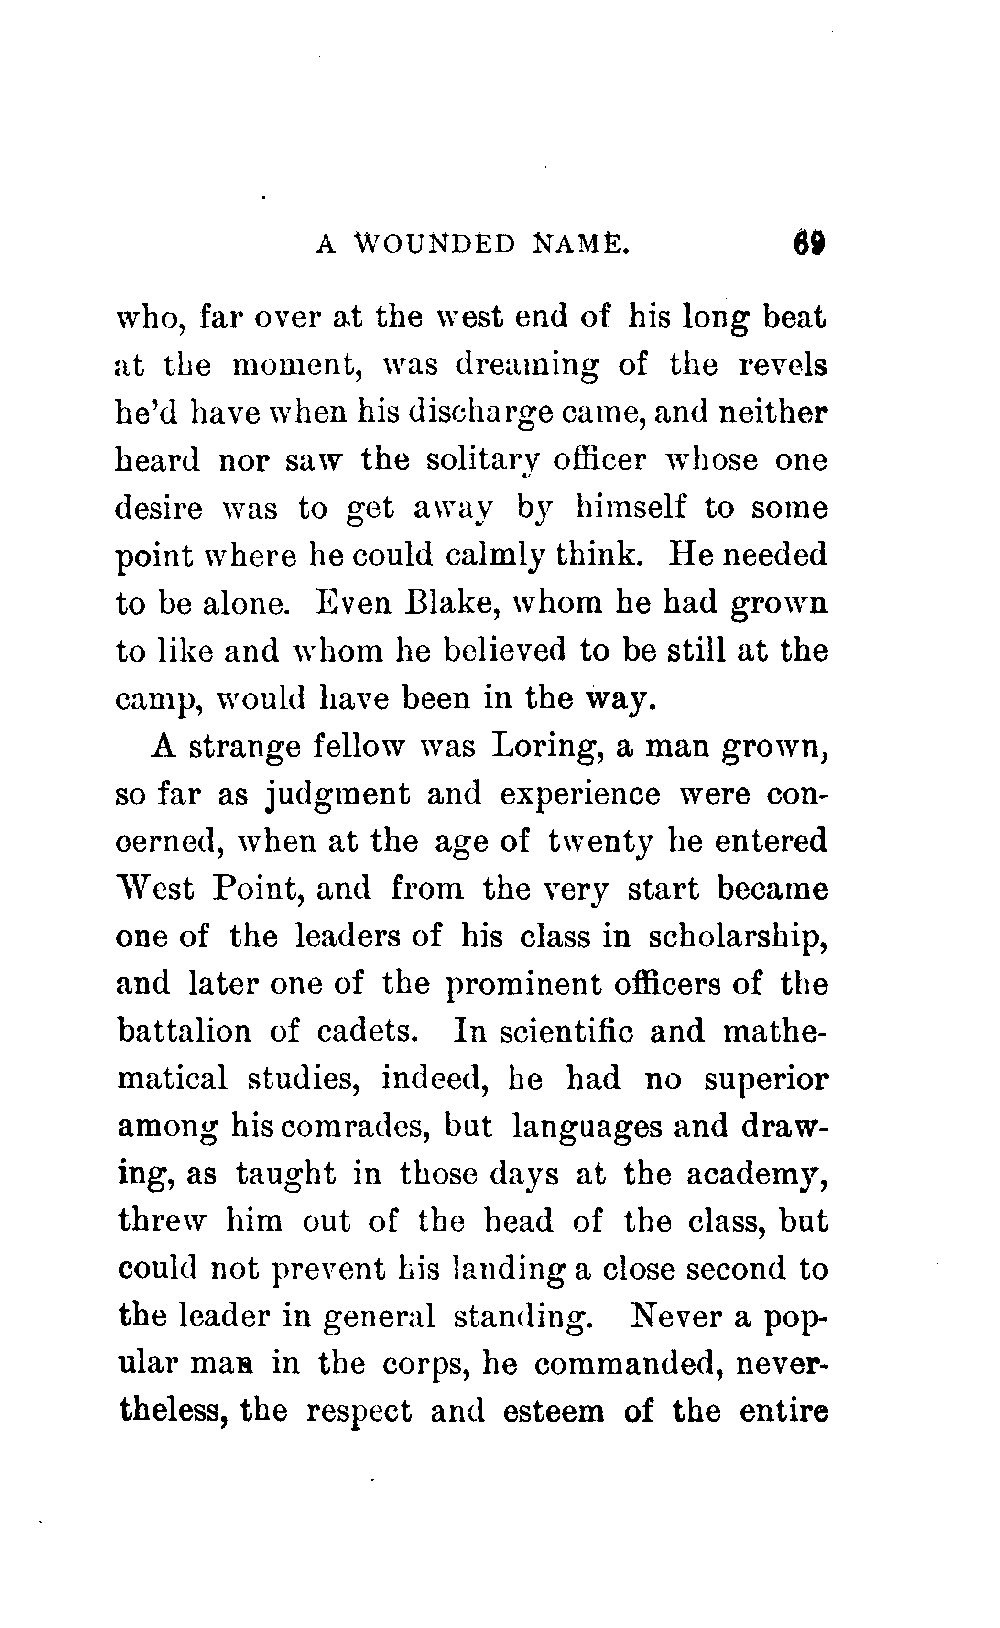 A WOUNDED NAME. 69
who, far over at the west end of his long beat
at the moment, was dreaming of the revels
he'd have when his discharge came, and neither
heard nor saw the solitary officer whose one
desire was to get away by himself to some
point where he could calmly think. He needed
to be alone. Even Blake, whom he had grown
to like and whom he believed to be still at the
camp, would have been in the way.
A strange fellow was Loring, a man grown,
so far as judgment and experience were con-
cerned, when at the age of twenty he entered
West Point, and from the very start became
one of the leaders of his class in scholarship,
and later one of the prominent officers of the
battalion of cadets. In scientific and mathe-
matical studies, indeed, he had no superior
among his comrades, but languages and draw-
ing, as taught in those days at the academy,
threw him out of the head of the class, but
could not prevent his landing a close second to
the leader in general standing. Never a pop-
ular man in the corps, he commanded, never-
theless, the respect and esteem of the entire